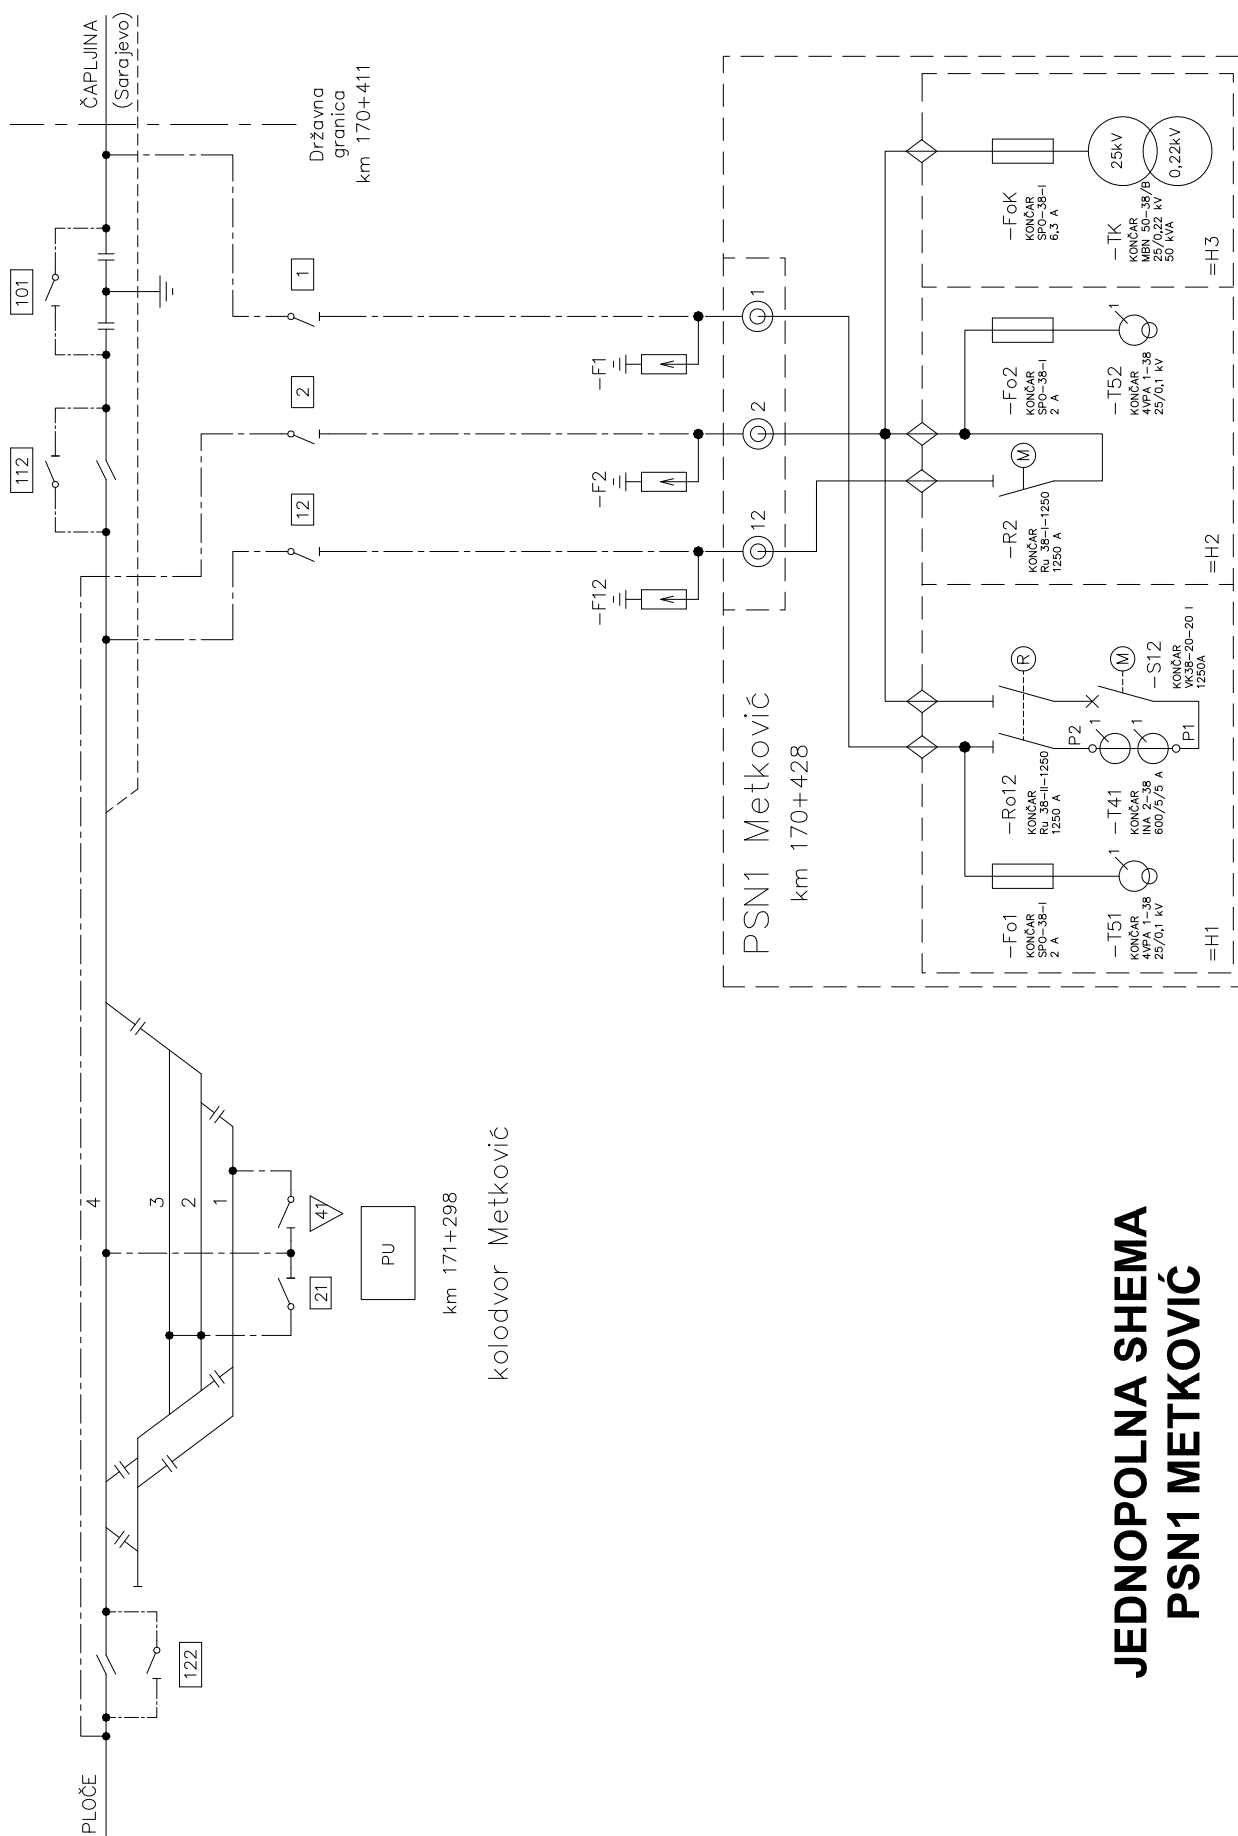 PLOČE
ČAPLJINA
(Sarajevo)
Državna
granica
km 170+411
122
112
101
4
3
2
1
21
41
PU
km 171+298
kolodvor Metković
12
2
1
-F12
-F2
-F1
12
2
1
PSN1 Metković
km 170+428
-Fo1
KONČAR
SPO-38-I
2 A
-T51
KONČAR
4VPA 1-38
25/0,1 kV
1
-Ro12
KONČAR
Ru 38-II-1250
1250 A
R
-T41
KONČAR
INA 2-38
600/5/5 A
P2
1
1
P1
M
-S12
KONČAR
VK38-20-20 I
1250A
=H1
-R2
KONČAR
Ru 38-I-1250
1250 A
M
-Fo2
KONČAR
SPO-38-I
2 A
-T52
KONČAR
4VPA 1-38
25/0,1 kV
1
=H2
-FoK
KONČAR
SPO-38-I
6,3 A
-TK
KONČAR
MBN 50-38/B
25/0,22 kV
50 kVA
25kV
0,22kV
=H3
JEDNOPOLNA SHEMA
PSN1 METKOVIĆ